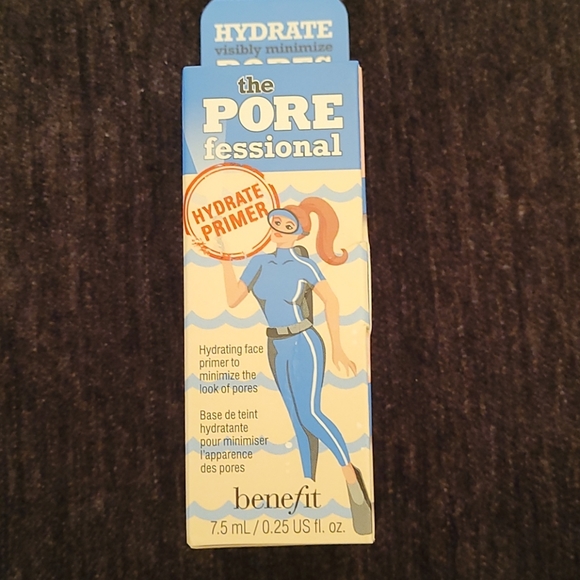 HYDRATE
visibly minimize
PORES
the
PORE
fessional
HYDRATE
PRIMER
Hydrating face
primer to
minimize the
look of pores
Base de teint
hydratante
pour minimiser
l'apparence
des pores
benefit
7.5 mL / 0.25 US fl. oz.